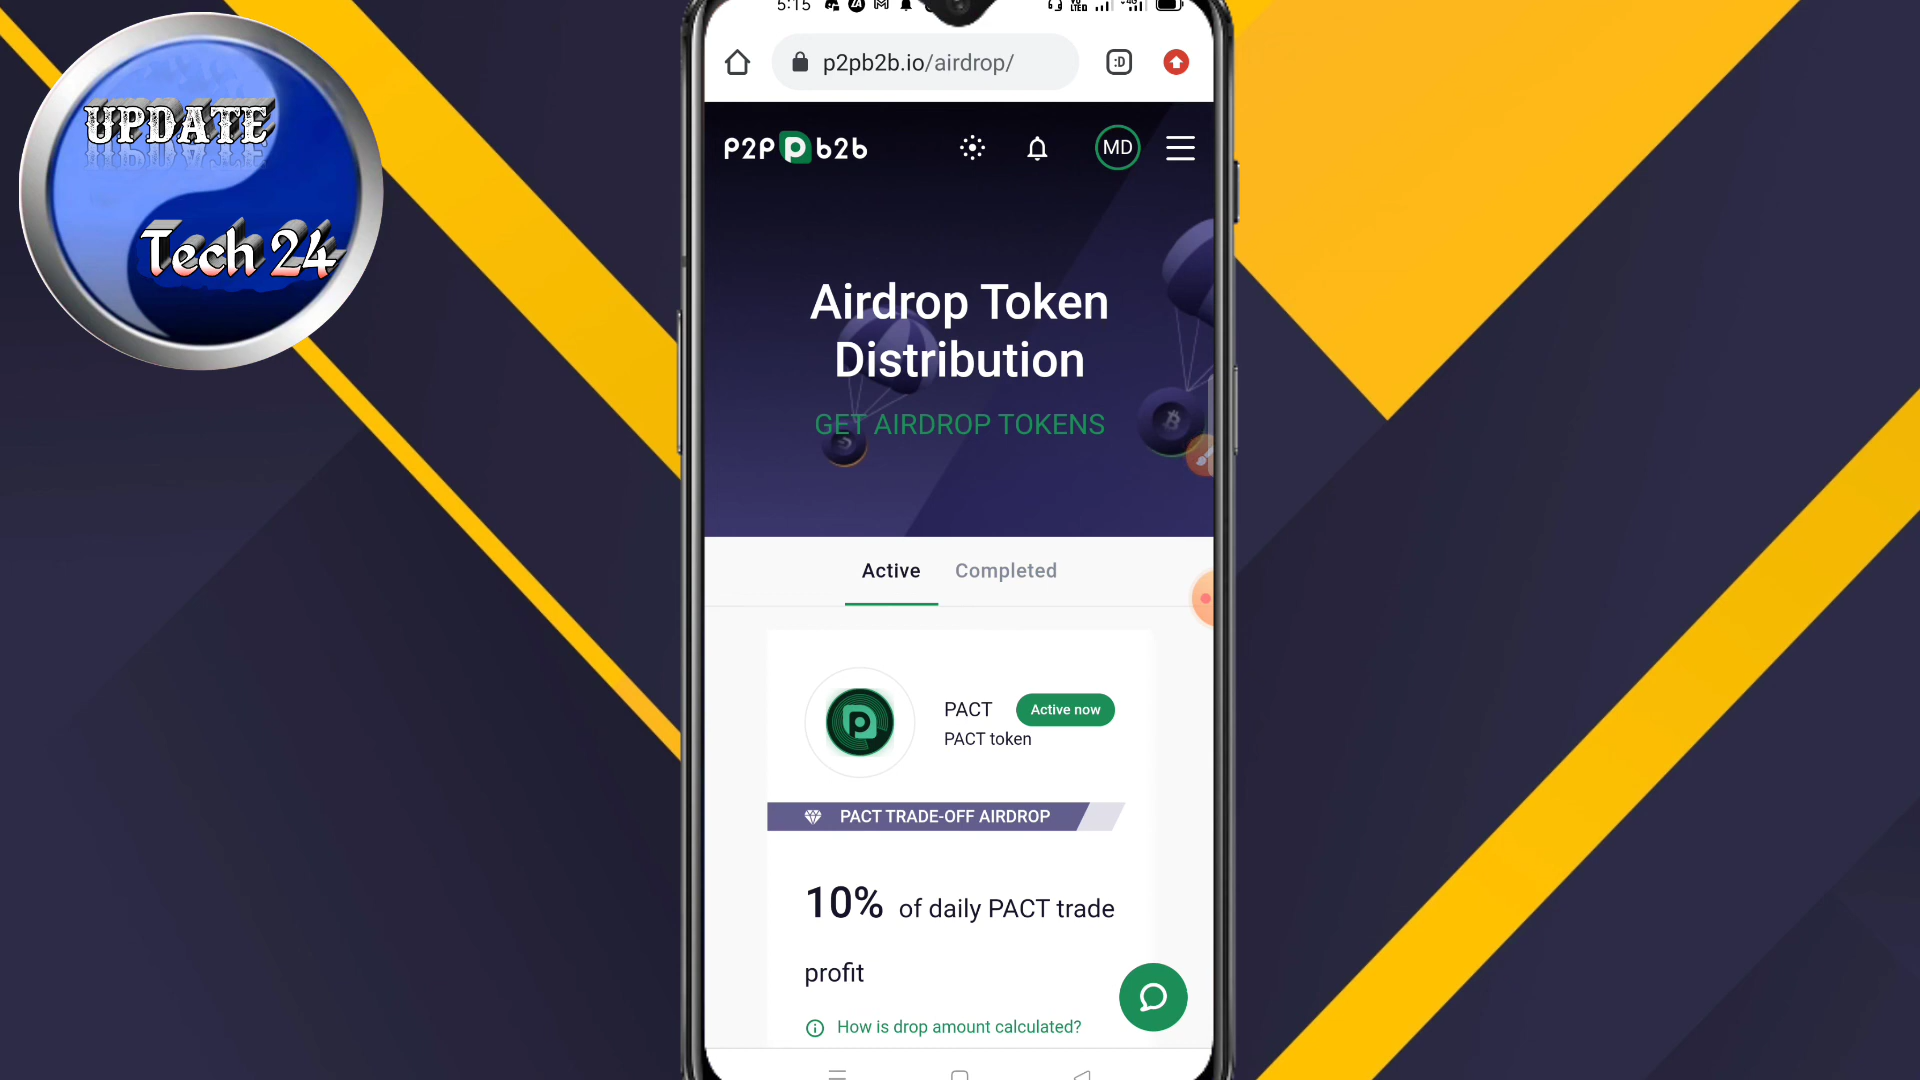 UPDATE
Tech 24
5:15
p2pb2b.io/airdrop/
P2P b2b
MD
Airdrop Token
Distribution
GET AIRDROP TOKENS
Active Completed
PACT Active now
PACT token
PACT TRADE-OFF AIRDROP
10% of daily PACT trade
profit
How is drop amount calculated?